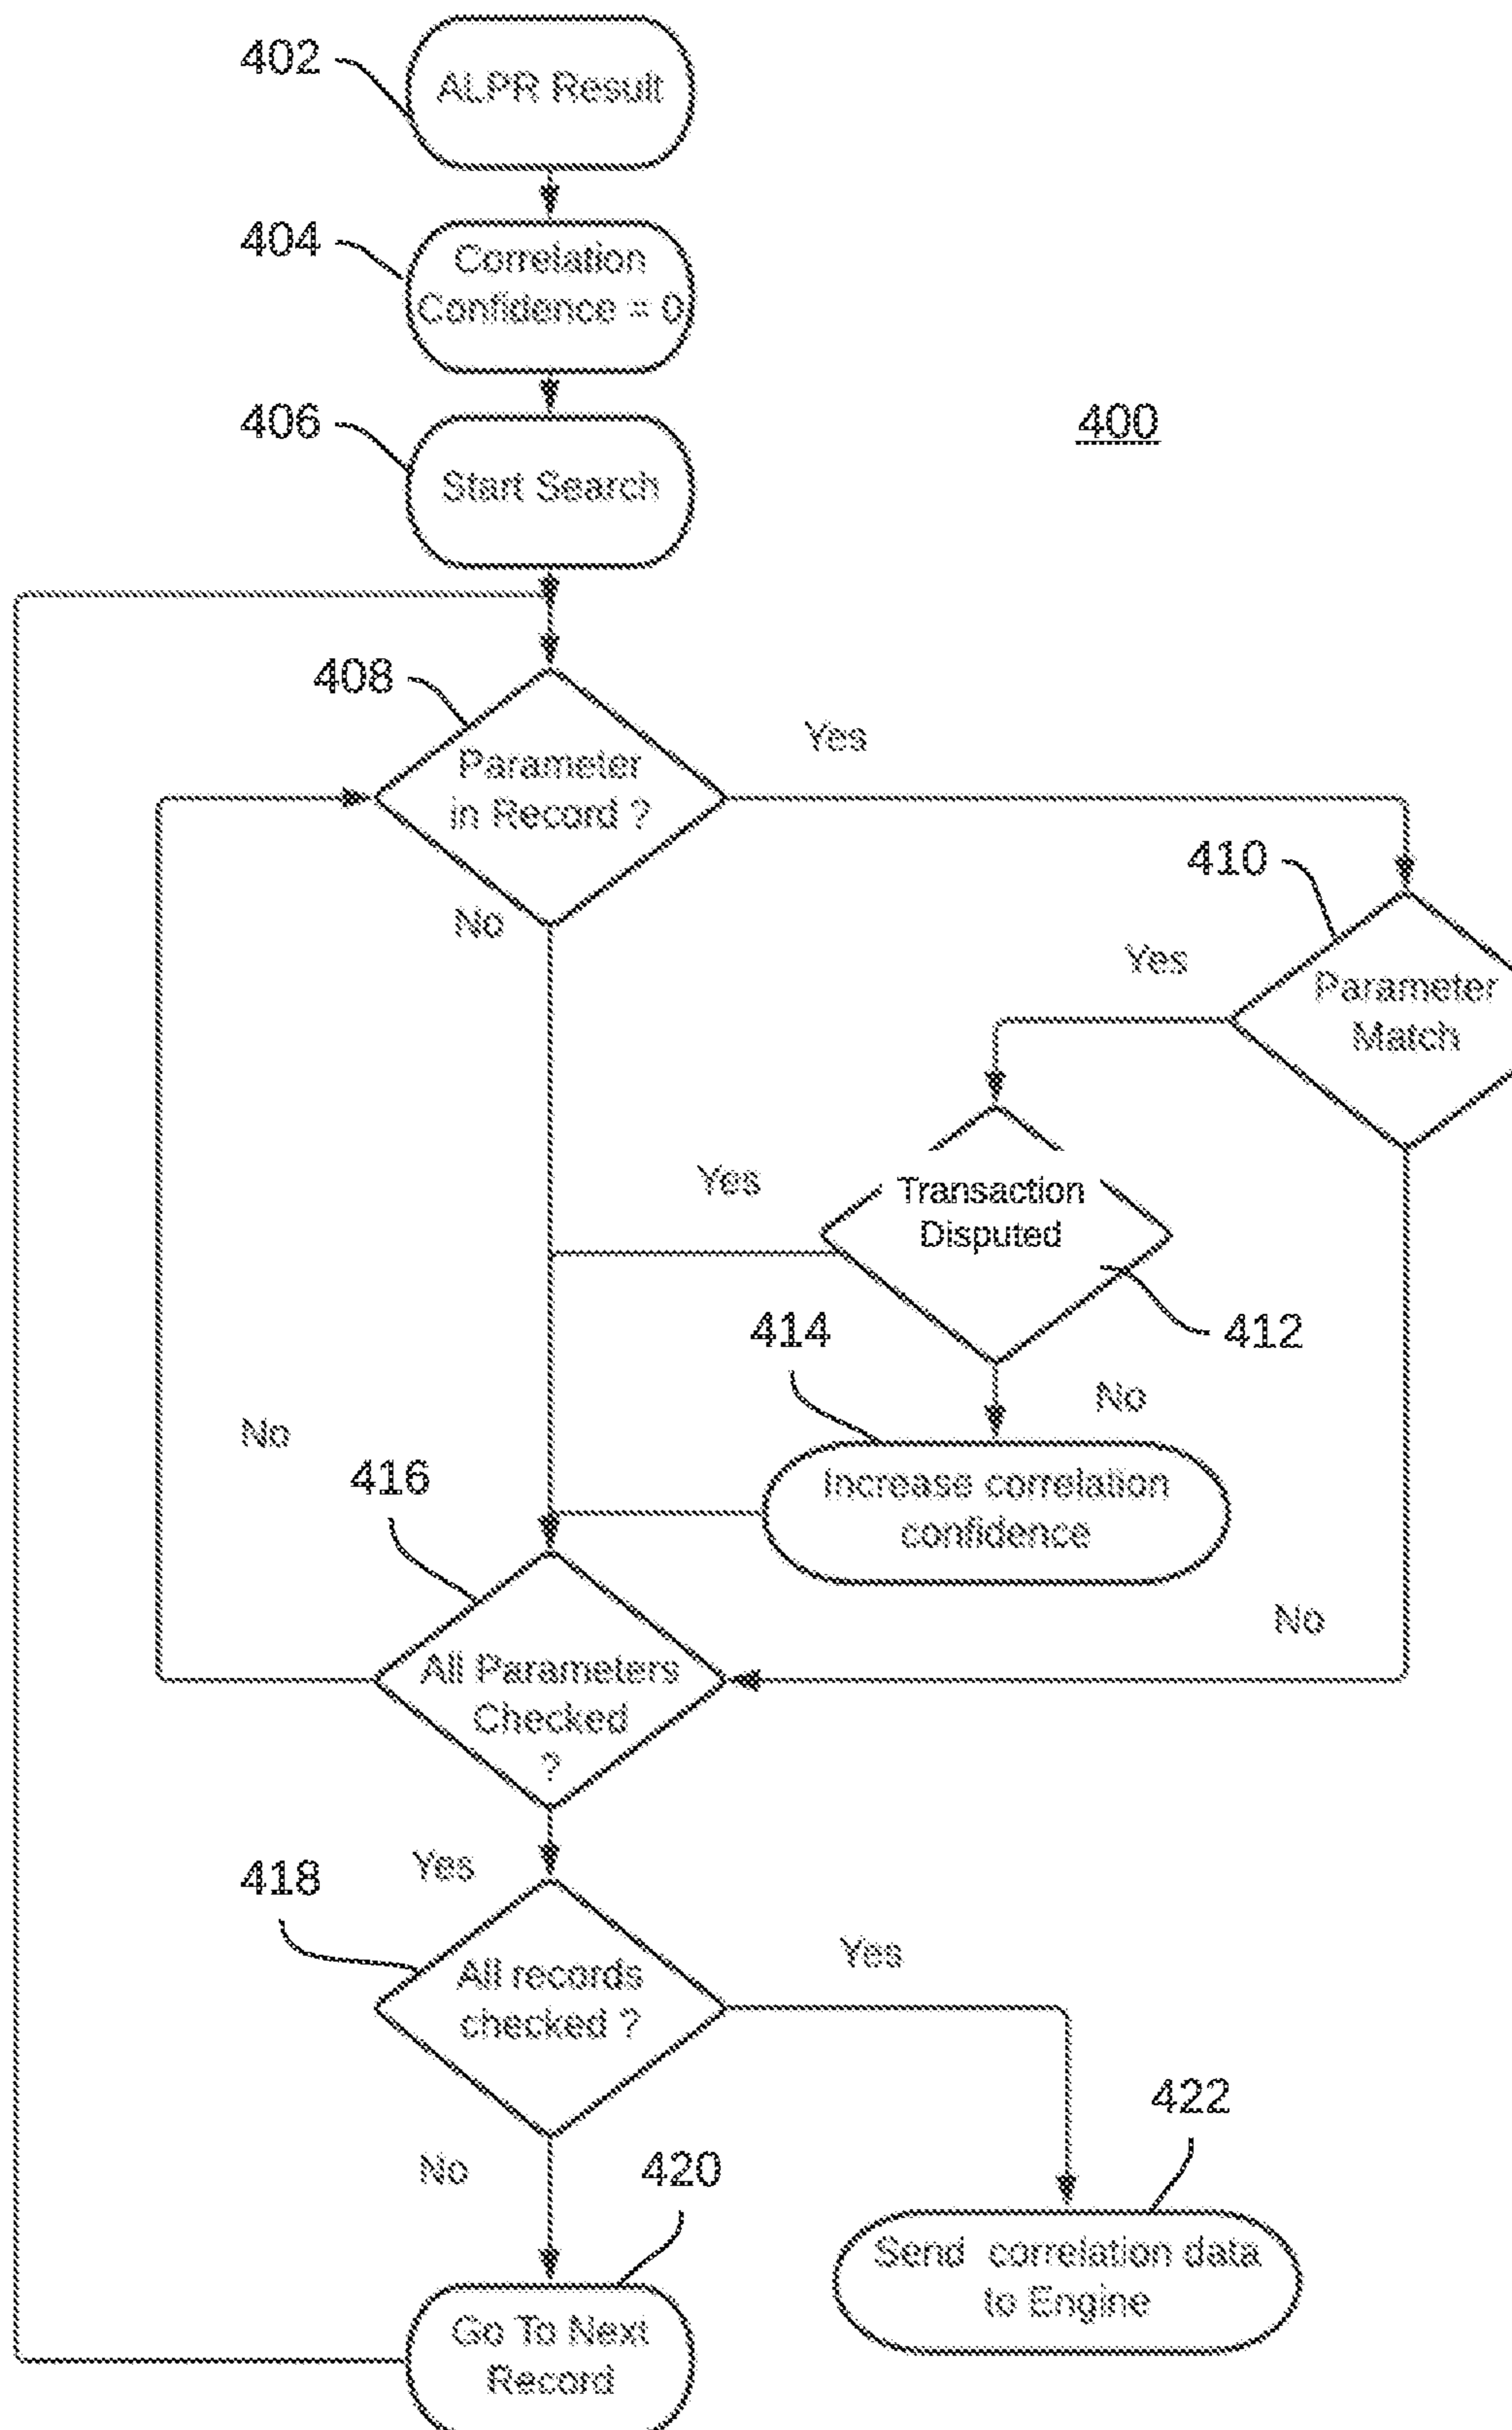 402
ALPR Result
404
Correlation
Confidence = 0
406
Start Search
400
408
Parameter
in Record ?
Yes
No
410
Parameter
Match
Yes
Transaction
Disputed
Yes
412
414
No
Increase correlation
confidence
No
416
No
All Parameters
Checked
?
Yes
418
All records
checked ?
Yes
No
420
422
Send correlation data
to Engine
Go To Next
Record